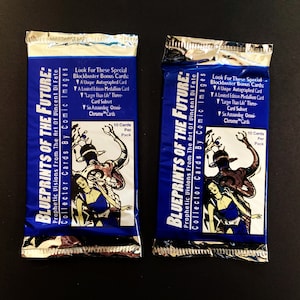 BLUEPRINTS OF THE FUTURE:
Prophetic Visions From the Art of Vincent Di Fate
Collector Cards By Comic Images
Look For These Special
Blockbuster Bonus Cards:
A Unique Autographed Card
A Limited Edition Medallion Card
"Larger Than Life" Three-
Card Subset
Six Astounding Omni-
Chrome™ Cards
10 Cards
Per
Pack
BLUEPRINTS OF THE FUTURE:
Prophetic Visions From the Art of Vincent Di Fate
Collector Cards By Comic Images
Look For These Special
Blockbuster Bonus Cards:
A Unique Autographed Card
A Limited Edition Medallion Card
"Larger Than Life" Three-
Card Subset
Six Astounding Omni-
Chrome™ Cards
10 Cards
Per
Pack